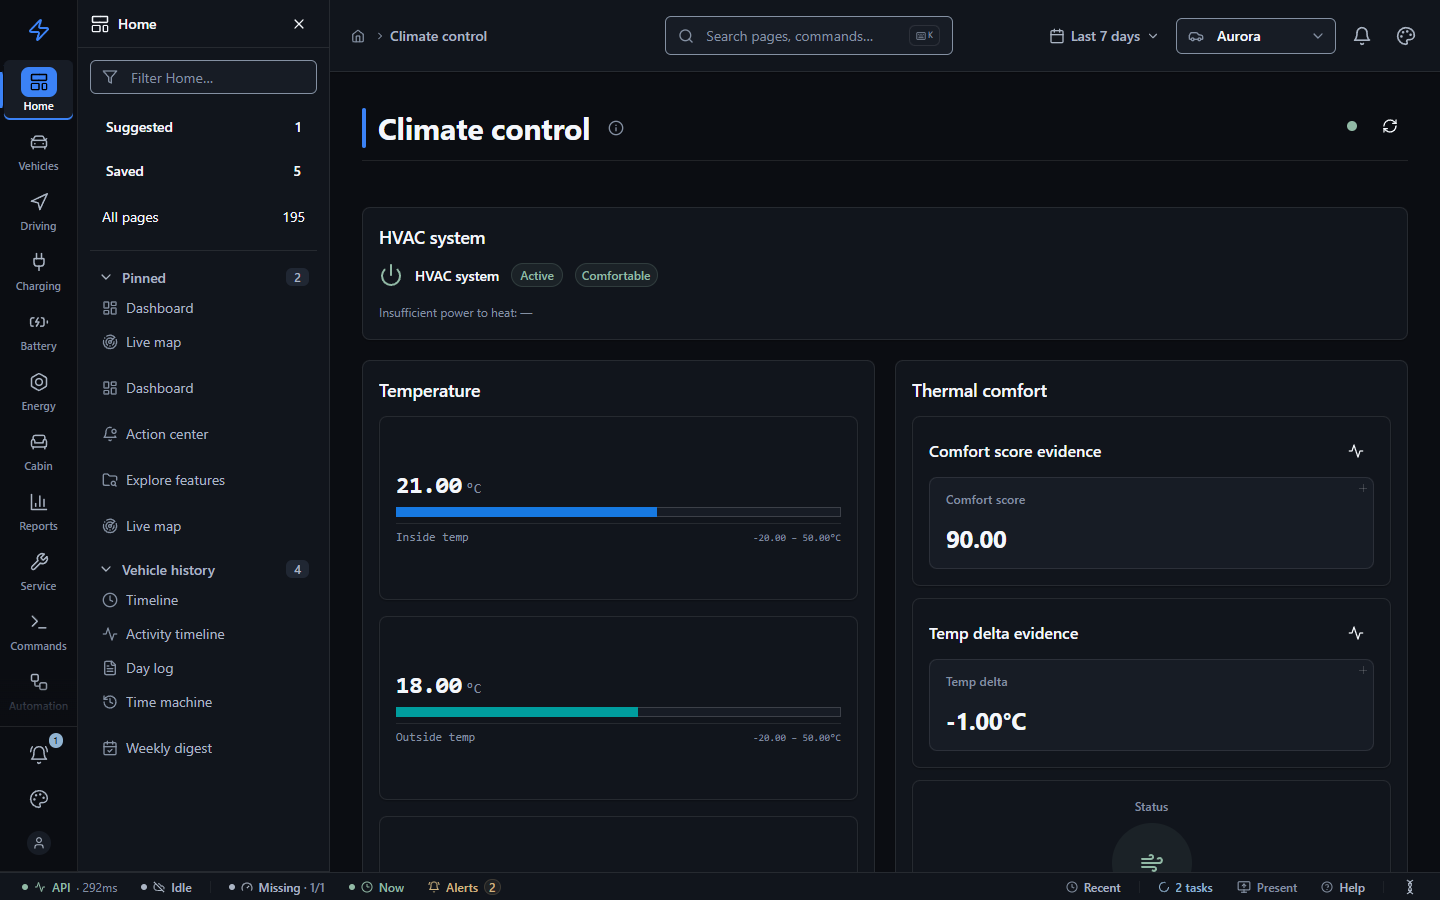 Home
Vehicles
Driving
Charging
Battery
Energy
Cabin
Reports
Service
Commands
Automation
1
Home
Filter Home...
Suggested 1
Saved 5
All pages 195
Pinned 2
Dashboard
Live map
Dashboard
Action center
Explore features
Live map
Vehicle history 4
Timeline
Activity timeline
Day log
Time machine
Weekly digest
Climate control
Search pages, commands... K
Last 7 days
Aurora
Climate control
HVAC system
HVAC system Active Comfortable
Insufficient power to heat: —
Temperature
21.00 °C
Inside temp -20.00 – 50.00°C
18.00 °C
Outside temp -20.00 – 50.00°C
Thermal comfort
Comfort score evidence
Comfort score
90.00
Temp delta evidence
Temp delta
-1.00°C
Status
API · 292ms Idle Missing · 1/1 Now Alerts 2 Recent 2 tasks Present Help